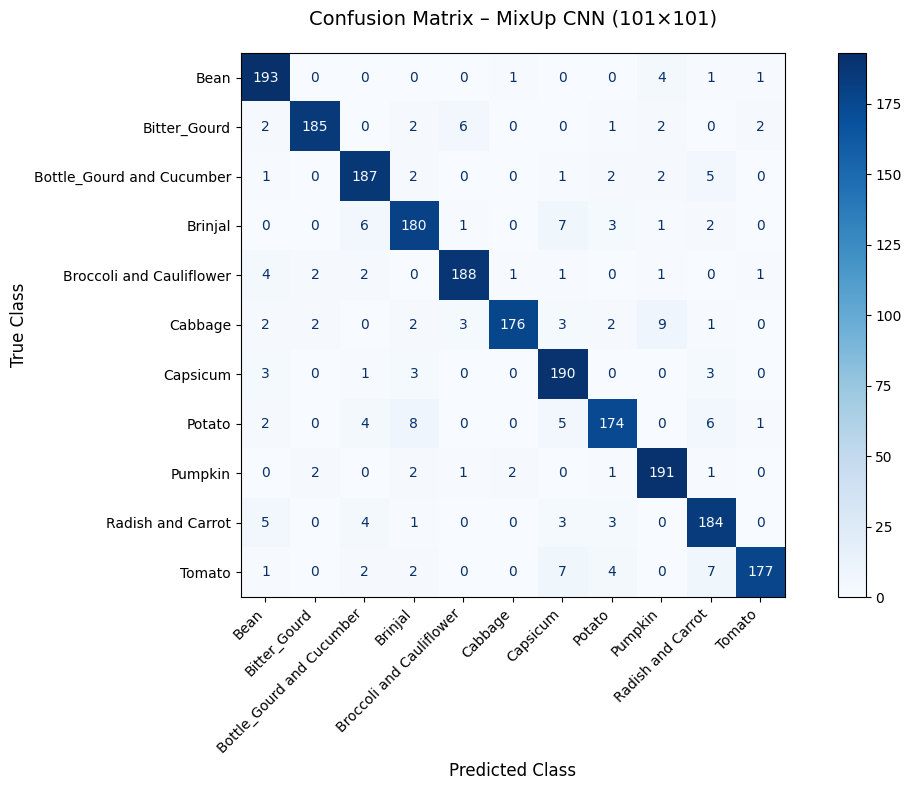 Confusion Matrix – MixUp CNN (101×101)
True Class
Bean 193 0 0 0 0 1 0 0 4 1 1
Bitter_Gourd 2 185 0 2 6 0 0 1 2 0 2
Bottle_Gourd and Cucumber 1 0 187 2 0 0 1 2 2 5 0
Brinjal 0 0 6 180 1 0 7 3 1 2 0
Broccoli and Cauliflower 4 2 2 0 188 1 1 0 1 0 1
Cabbage 2 2 0 2 3 176 3 2 9 1 0
Capsicum 3 0 1 3 0 0 190 0 0 3 0
Potato 2 0 4 8 0 0 5 174 0 6 1
Pumpkin 0 2 0 2 1 2 0 1 191 1 0
Radish and Carrot 5 0 4 1 0 0 3 3 0 184 0
Tomato 1 0 2 2 0 0 7 4 0 7 177
Bean
Bitter_Gourd
Bottle_Gourd and Cucumber
Brinjal
Broccoli and Cauliflower
Cabbage
Capsicum
Potato
Pumpkin
Radish and Carrot
Tomato
Predicted Class
175
150
125
100
75
50
25
0